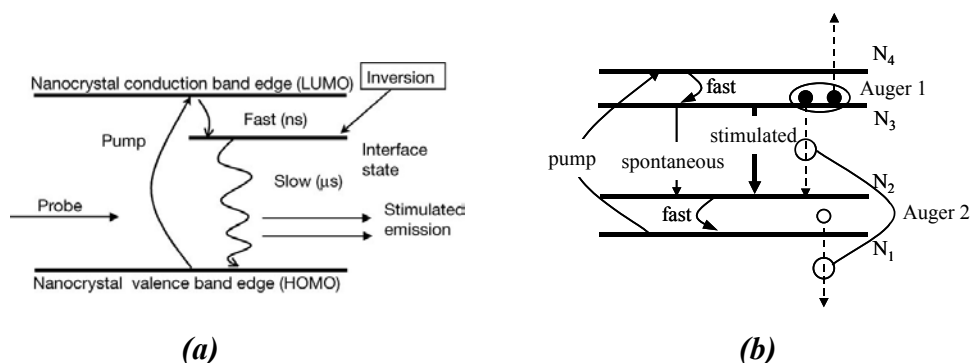 Nanocrystal conduction band edge (LUMO)
Inversion
Fast (ns)
Pump
Interface
state
Slow (µs)
Probe
Stimulated
emission
Nanocrystal valence band edge (HOMO)
(a)
N4
fast
Auger 1
N3
stimulated
pump
spontaneous
N2
fast
Auger 2
N1
(b)